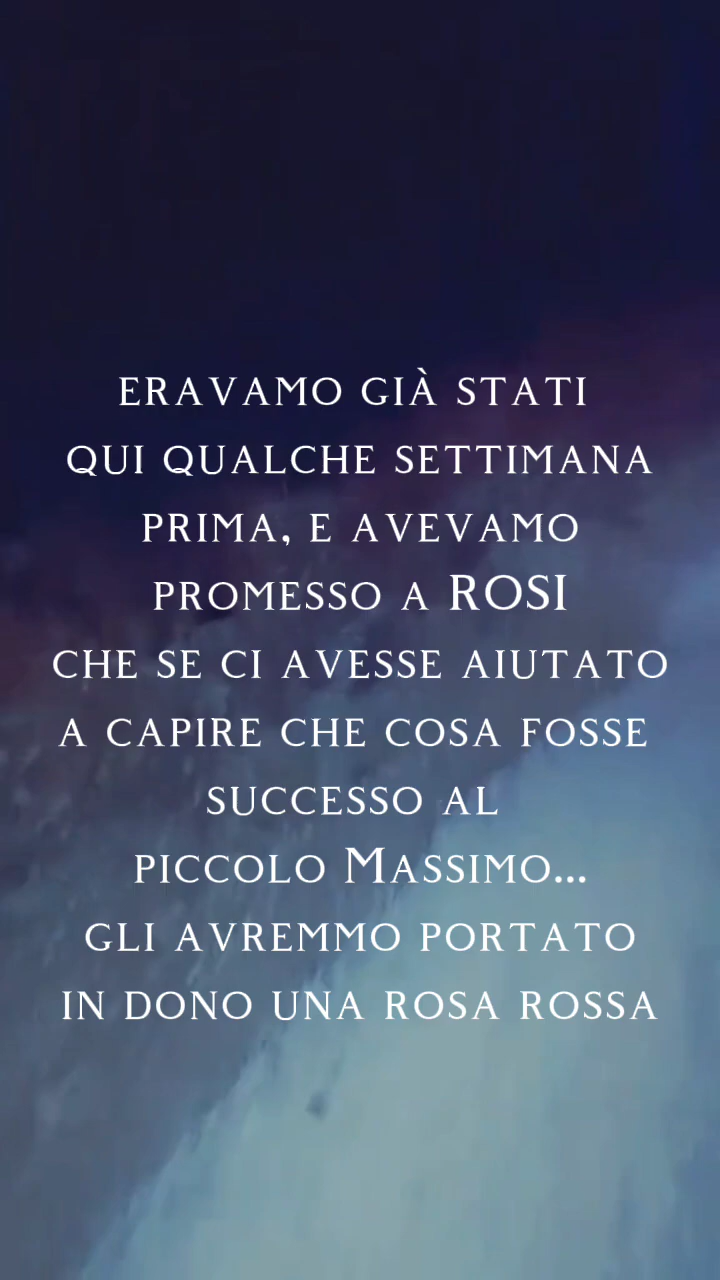 ERAVAMO GIÀ STATI
QUI QUALCHE SETTIMANA
PRIMA, E AVEVAMO
PROMESSO A ROSI
CHE SE CI AVESSE AIUTATO
A CAPIRE CHE COSA FOSSE
SUCCESSO AL
PICCOLO MASSIMO...
GLI AVREMMO PORTATO
IN DONO UNA ROSA ROSSA